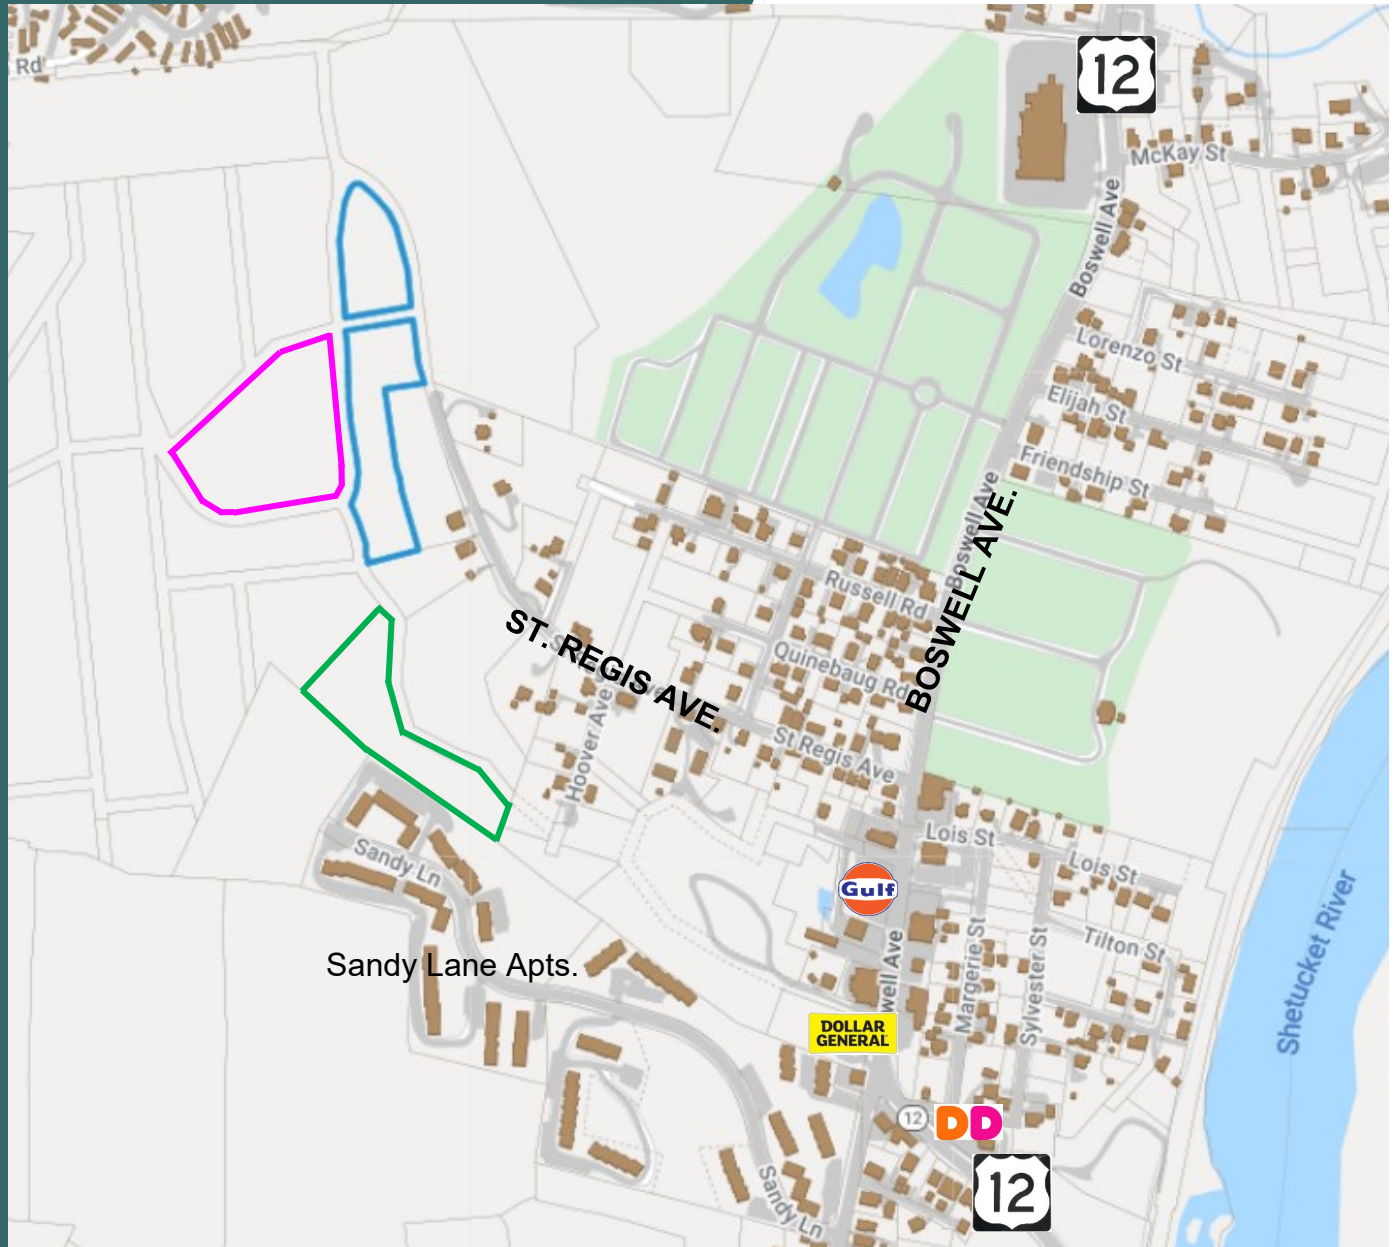 Rd
12
McKay St
Boswell Ave
Lorenzo St
Elijah St
Friendship St
Boswell Ave
BOSWELL AVE.
Russell Rd
ST. REGIS AVE.
Quinebaug Rd
Hoover Ave
St Regis Ave
Lois St
Lois St
Sandy Ln
Gulf
Tilton St
Shetucket River
Sandy Lane Apts.
well Ave
Margerie St
Sylvester St
DOLLAR
GENERAL
12
DD
12
Sandy Ln